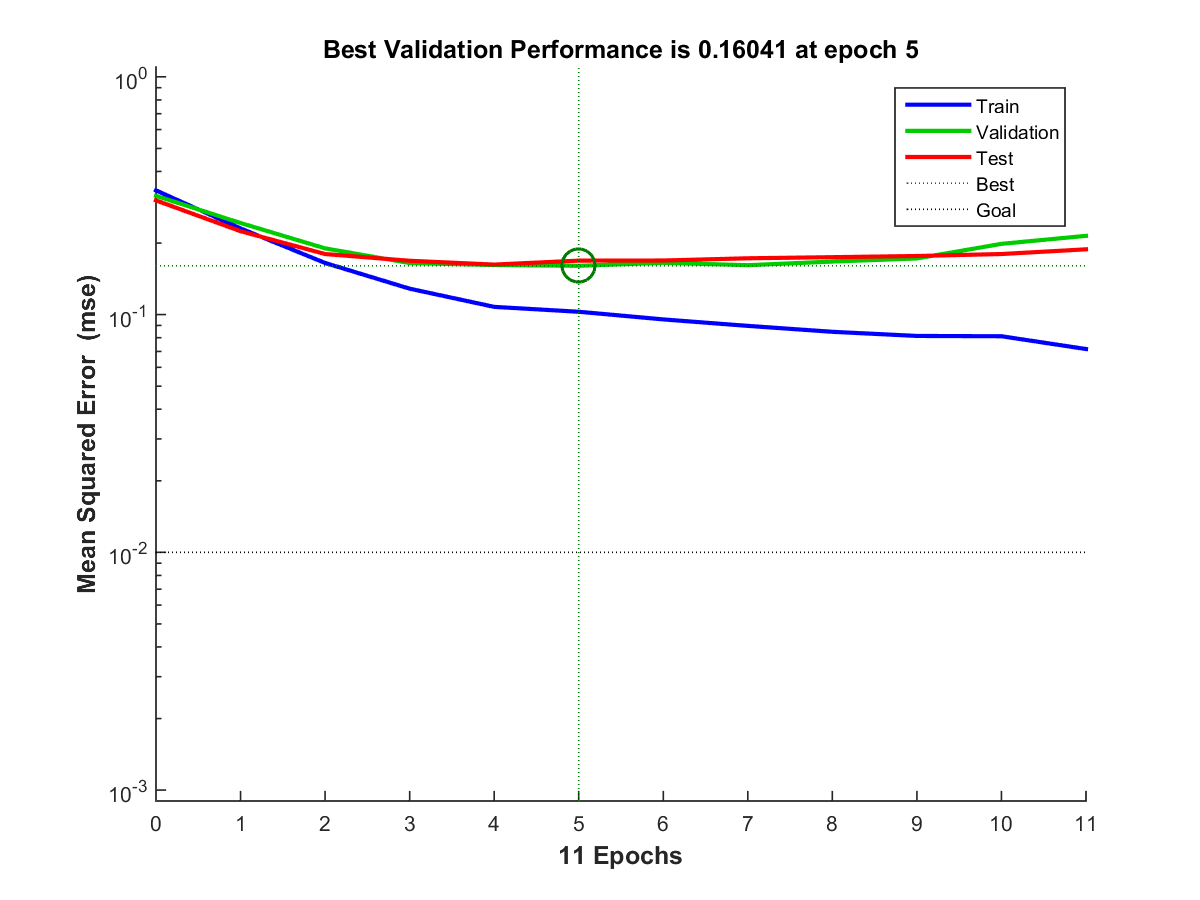 Best Validation Performance is 0.16041 at epoch 5
10^0
10^-1
10^-2
10^-3
Mean Squared Error (mse)
Train
Validation
Test
Best
Goal
0 1 2 3 4 5 6 7 8 9 10 11
11 Epochs